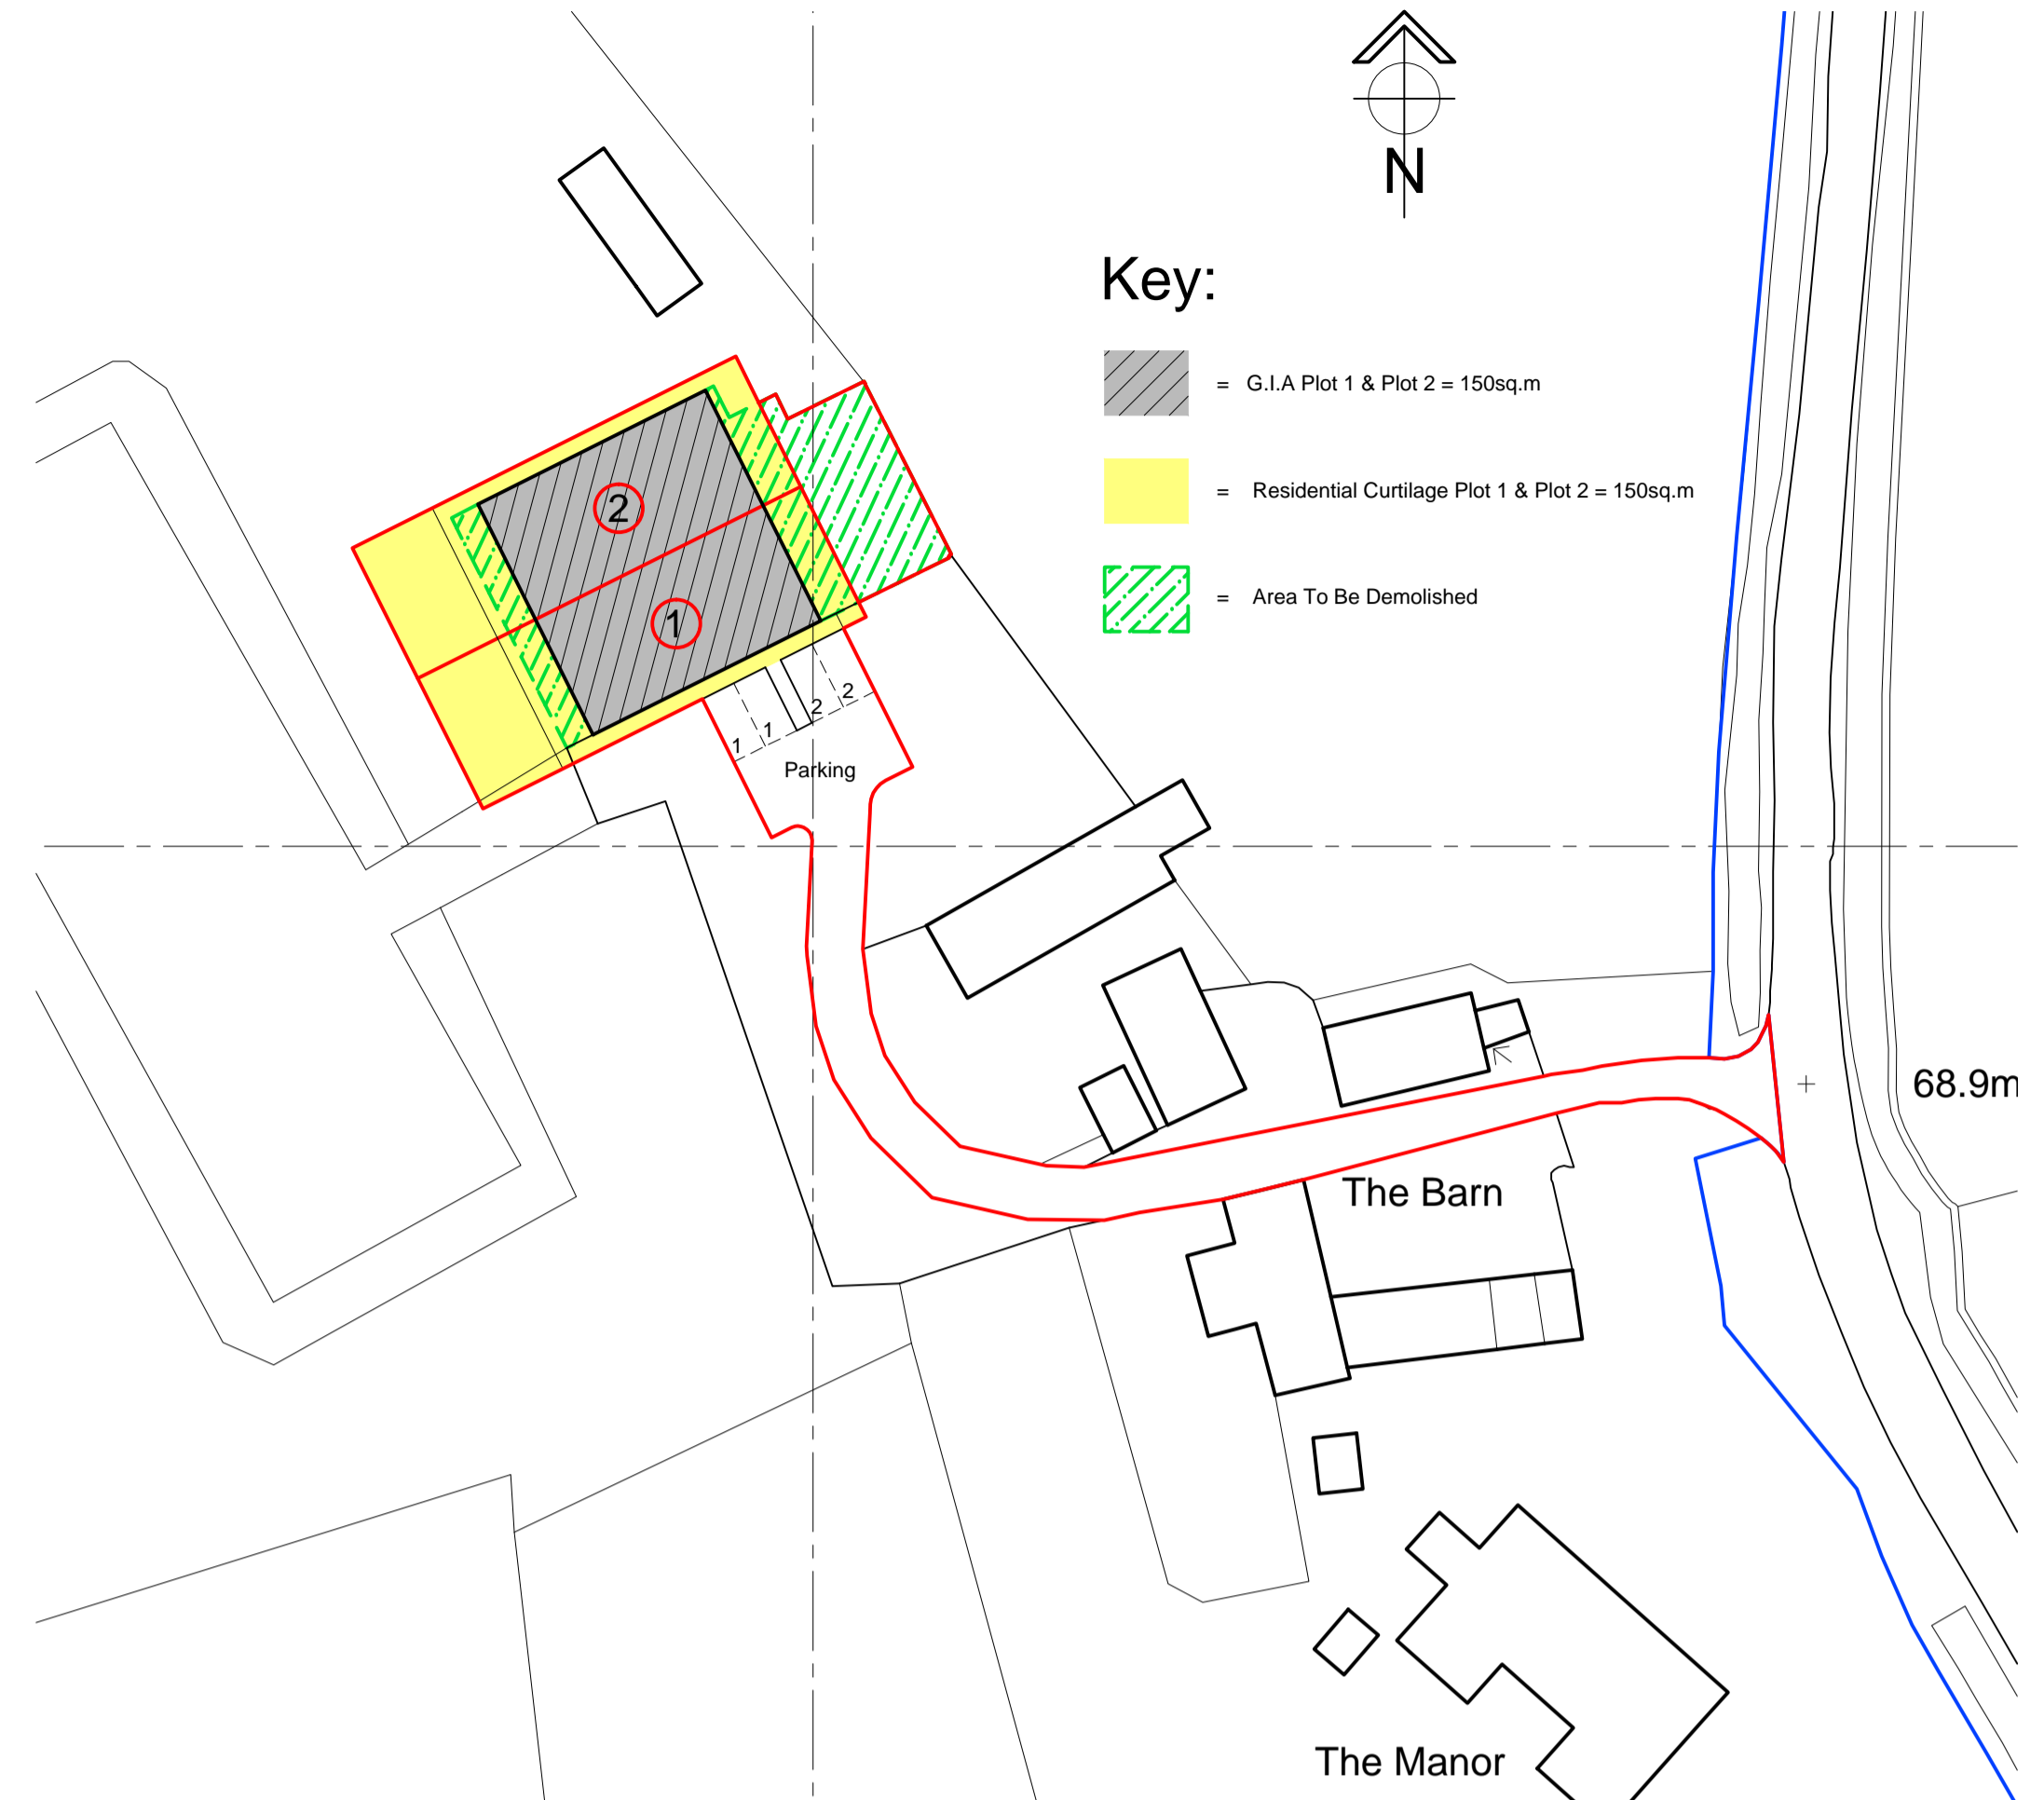 N
Key:
= G.I.A Plot 1 & Plot 2 = 150sq.m
= Residential Curtilage Plot 1 & Plot 2 = 150sq.m
= Area To Be Demolished
2
1
2
2
1
1
Parking
68.9m
The Barn
The Manor